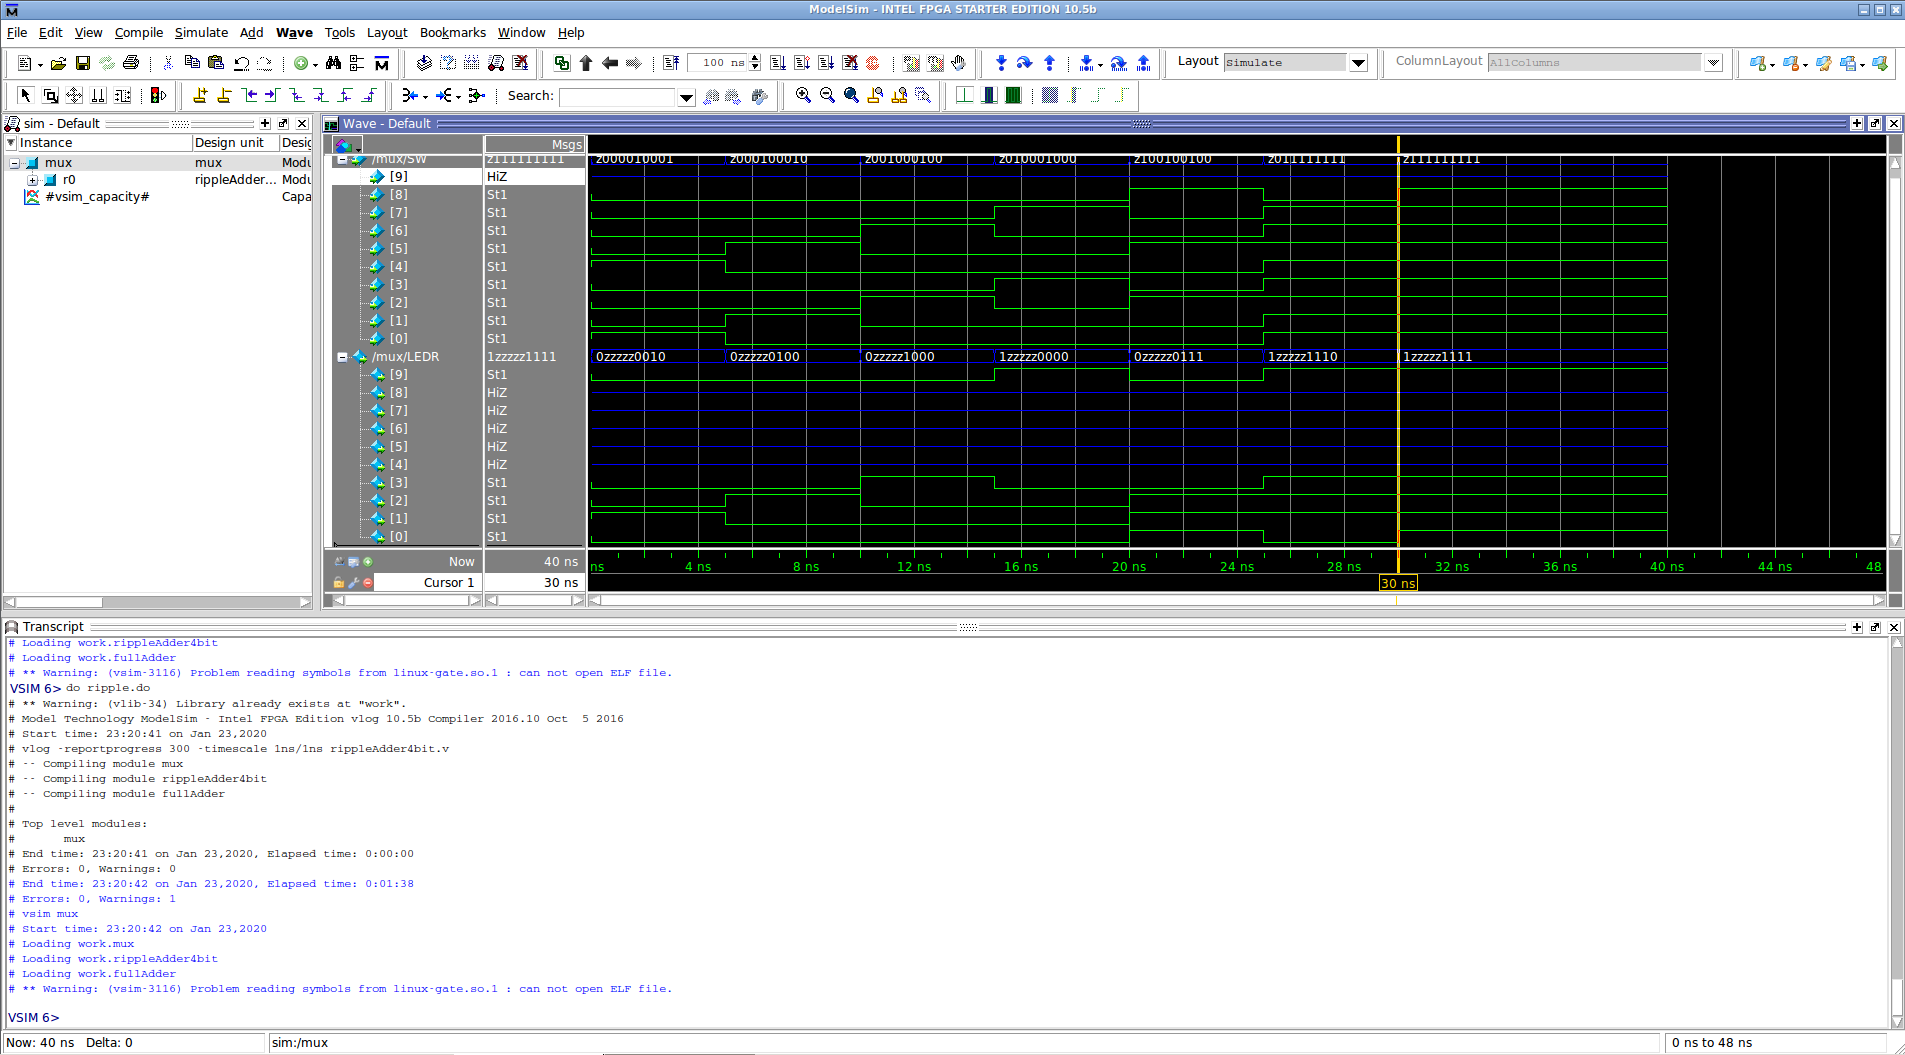 ModelSim - INTEL FPGA STARTER EDITION 10.5b
File Edit View Compile Simulate Add Wave Tools Layout Bookmarks Window Help
100 ns
Layout Simulate
ColumnLayout AllColumns
Search:
sim - Default
Instance Design unit Desig
mux mux Modu
r0 rippleAdder... Modu
#vsim_capacity# Capa
Wave - Default
Msgs
/mux/SW z111111111 z000010001 z000100010 z001000100 z010001000 z100100100 z011111111 z111111111
[9] HiZ
[8] St1
[7] St1
[6] St1
[5] St1
[4] St1
[3] St1
[2] St1
[1] St1
[0] St1
/mux/LEDR 1zzzzz1111 0zzzzz0010 0zzzzz0100 0zzzzz1000 1zzzzz0000 0zzzzz0111 1zzzzz1110 1zzzzz1111
[9] St1
[8] HiZ
[7] HiZ
[6] HiZ
[5] HiZ
[4] HiZ
[3] St1
[2] St1
[1] St1
[0] St1
Now 40 ns
ns 4 ns 8 ns 12 ns 16 ns 20 ns 24 ns 28 ns 32 ns 36 ns 40 ns 44 ns 48
Cursor 1 30 ns 30 ns
Transcript
# Loading work.rippleAdder4bit
# Loading work.fullAdder
# ** Warning: (vsim-3116) Problem reading symbols from linux-gate.so.1 : can not open ELF file.
VSIM 6> do ripple.do
# ** Warning: (vlib-34) Library already exists at "work".
# Model Technology ModelSim - Intel FPGA Edition vlog 10.5b Compiler 2016.10 Oct  5 2016
# Start time: 23:20:41 on Jan 23,2020
# vlog -reportprogress 300 -timescale 1ns/1ns rippleAdder4bit.v
# -- Compiling module mux
# -- Compiling module rippleAdder4bit
# -- Compiling module fullAdder
#
# Top level modules:
# mux
# End time: 23:20:41 on Jan 23,2020, Elapsed time: 0:00:00
# Errors: 0, Warnings: 0
# End time: 23:20:42 on Jan 23,2020, Elapsed time: 0:01:38
# Errors: 0, Warnings: 1
# vsim mux
# Start time: 23:20:42 on Jan 23,2020
# Loading work.mux
# Loading work.rippleAdder4bit
# Loading work.fullAdder
# ** Warning: (vsim-3116) Problem reading symbols from linux-gate.so.1 : can not open ELF file.
VSIM 6>
Now: 40 ns Delta: 0 sim:/mux 0 ns to 48 ns